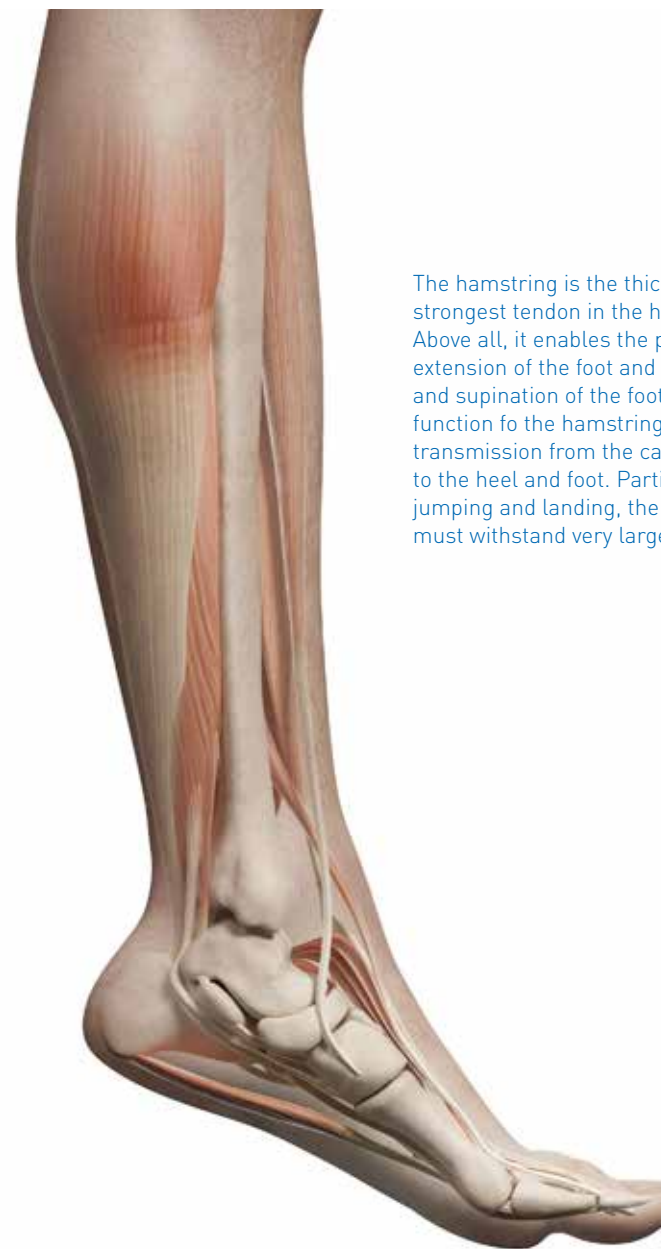 The hamstring is the thic
strongest tendon in the h
Above all, it enables the p
extension of the foot and
and supination of the foot
function fo the hamstring
transmission from the ca
to the heel and foot. Parti
jumping and landing, the
must withstand very large